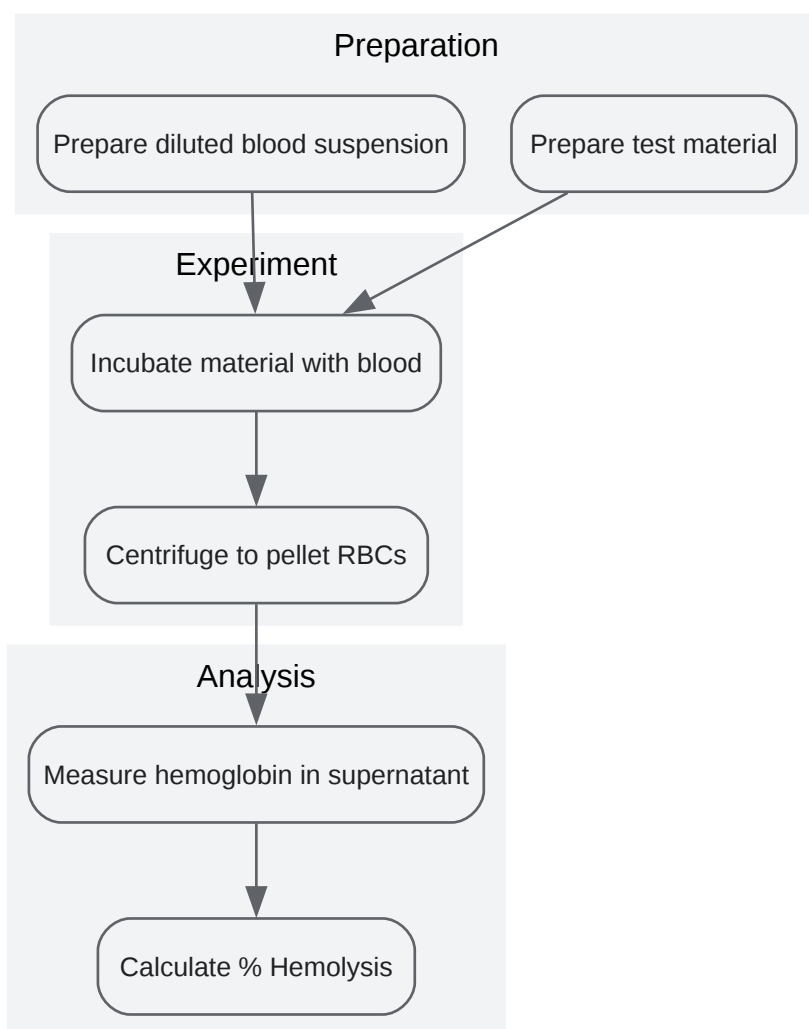 Preparation
Prepare diluted blood suspension
Prepare test material
Experiment
Incubate material with blood
Centrifuge to pellet RBCs
Analysis
Measure hemoglobin in supernatant
Calculate % Hemolysis